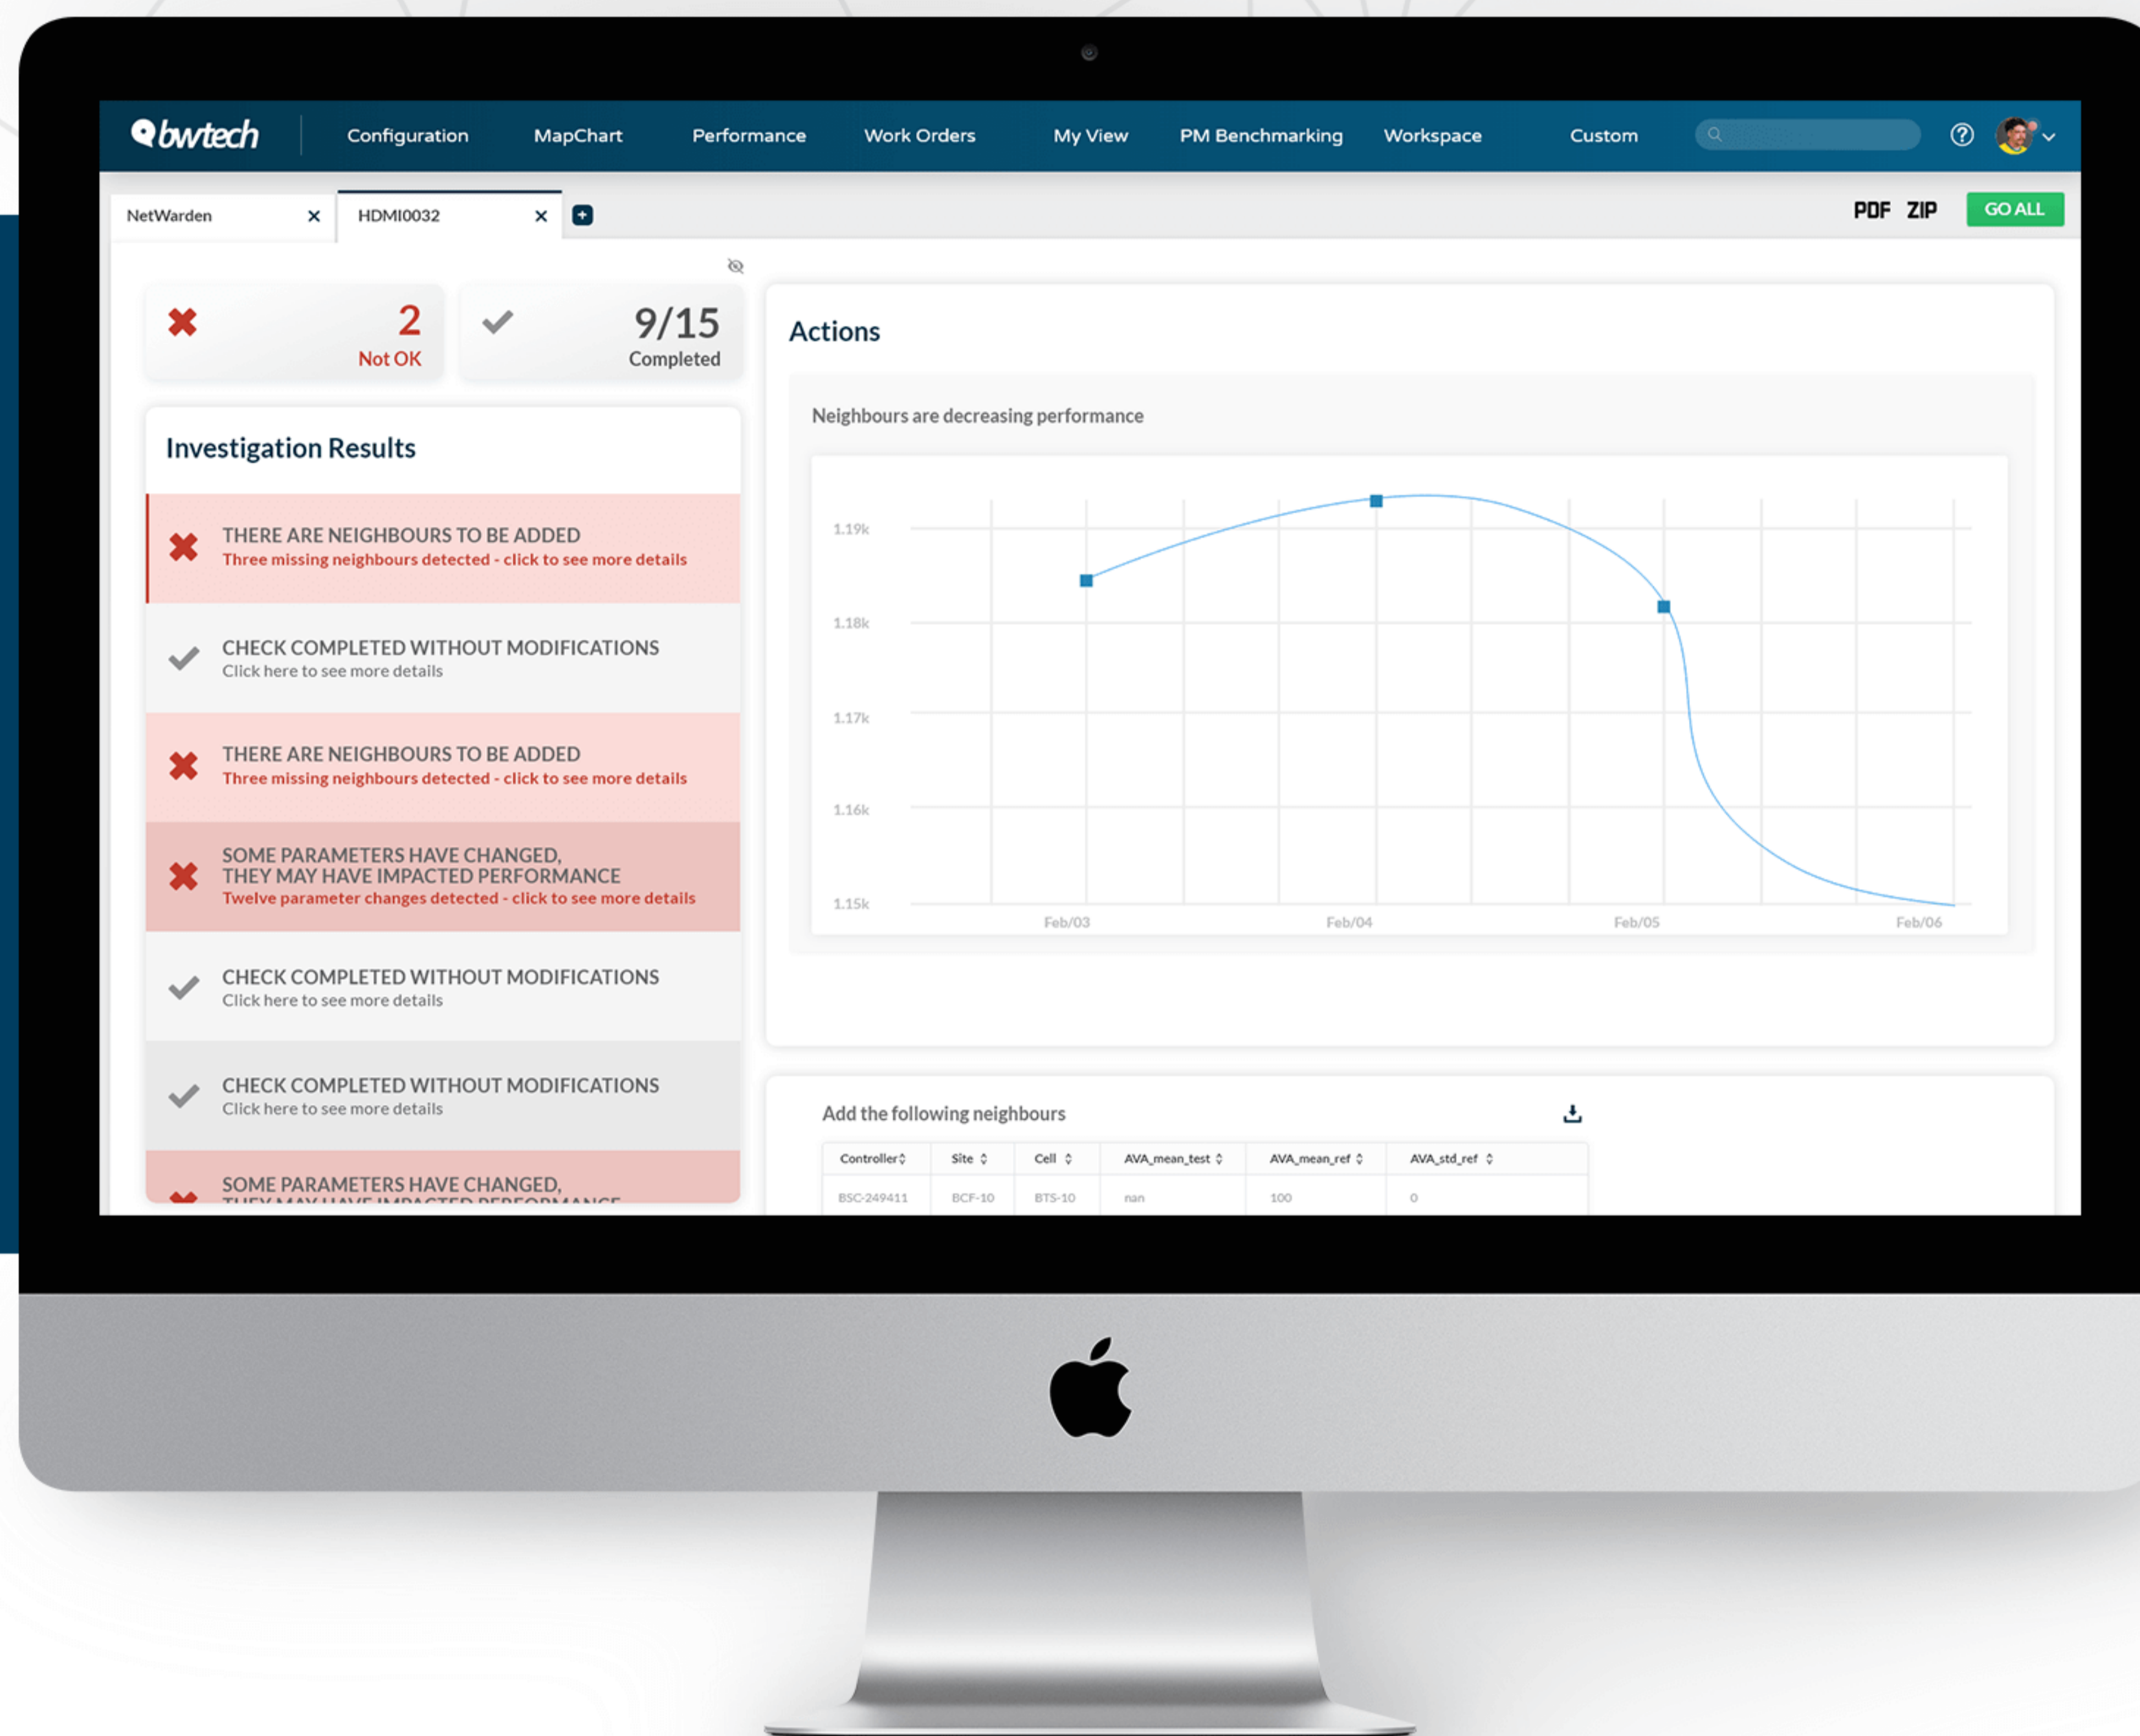 bwtech
Configuration
MapChart
Performance
Work Orders
My View
PM Benchmarking
Workspace
Custom
NetWarden
HDMI0032
PDF
ZIP
GO ALL
2
Not OK
9/15
Completed
Investigation Results
THERE ARE NEIGHBOURS TO BE ADDED
Three missing neighbours detected - click to see more details
CHECK COMPLETED WITHOUT MODIFICATIONS
Click here to see more details
THERE ARE NEIGHBOURS TO BE ADDED
Three missing neighbours detected - click to see more details
SOME PARAMETERS HAVE CHANGED,
THEY MAY HAVE IMPACTED PERFORMANCE
Twelve parameter changes detected - click to see more details
CHECK COMPLETED WITHOUT MODIFICATIONS
Click here to see more details
CHECK COMPLETED WITHOUT MODIFICATIONS
Click here to see more details
SOME PARAMETERS HAVE CHANGED,
THEY MAY HAVE IMPACTED PERFORMANCE
Actions
Neighbours are decreasing performance
1.19k
1.18k
1.17k
1.16k
1.15k
Feb/03 Feb/04 Feb/05 Feb/06
Add the following neighbours
Controller Site Cell AVA_mean_test AVA_mean_ref AVA_std_ref
BSC-249411 BCF-10 BTS-10 nan 100 0